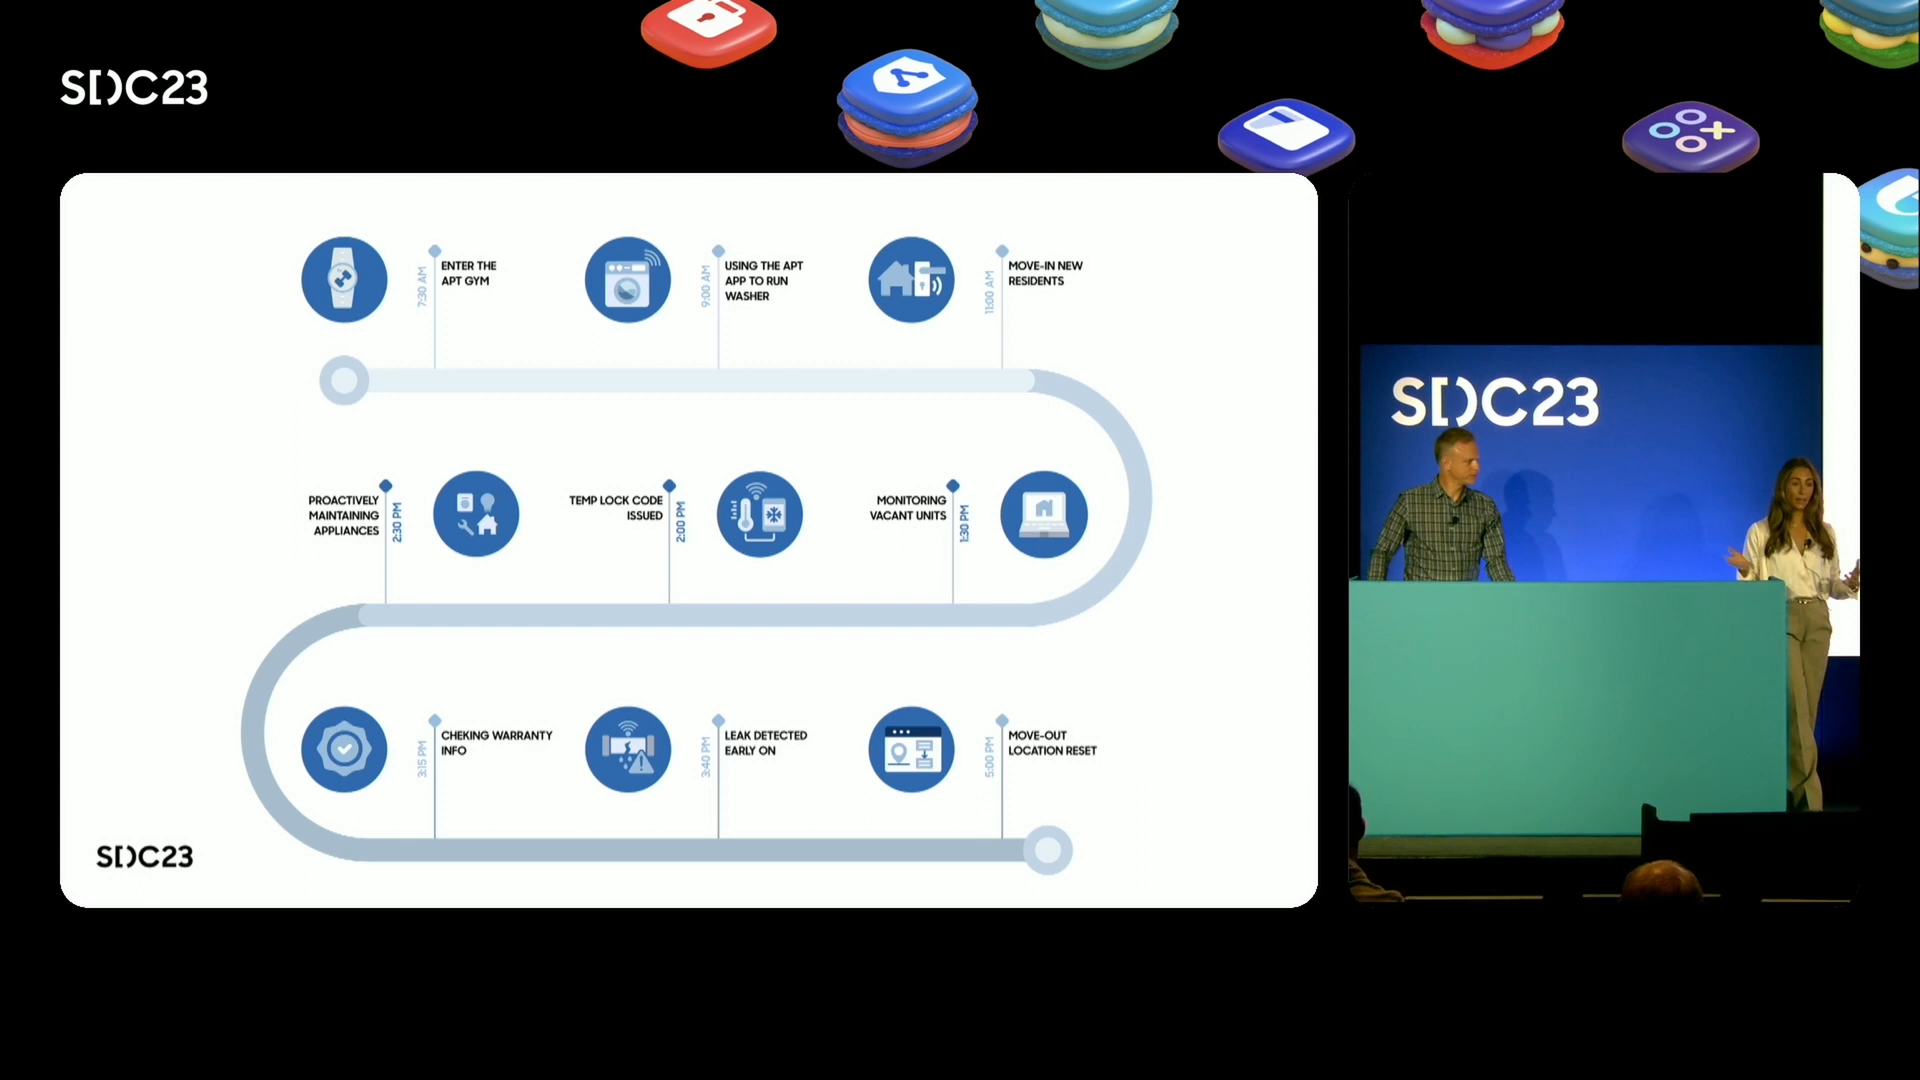 SDC23
7:30 AM
ENTER THE
APT GYM
9:00 AM
USING THE APT
APP TO RUN
WASHER
11:00 AM
MOVE-IN NEW
RESIDENTS
PROACTIVELY
MAINTAINING
APPLIANCES
2:30 PM
TEMP LOCK CODE
ISSUED
2:00 PM
MONITORING
VACANT UNITS
1:30 PM
3:15 PM
CHEKING WARRANTY
INFO
3:40 PM
LEAK DETECTED
EARLY ON
5:00 PM
MOVE-OUT
LOCATION RESET
SDC23
SDC23